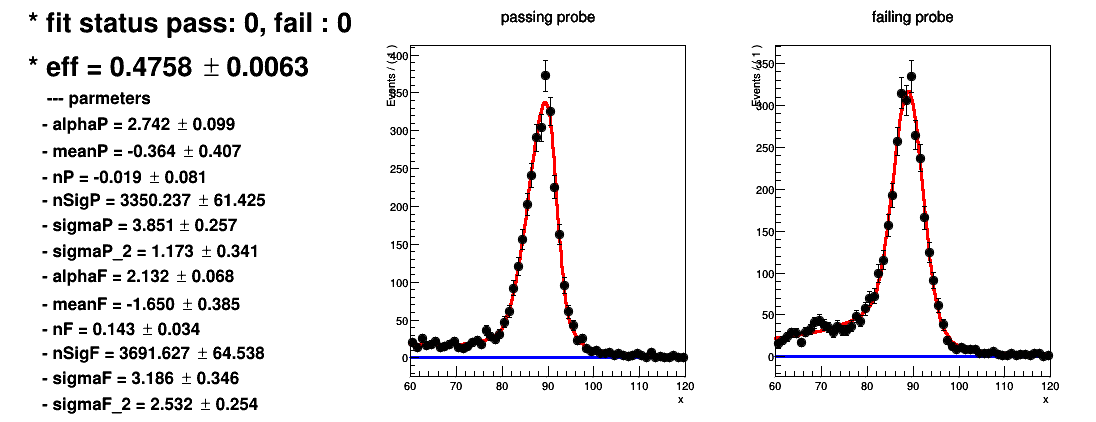 * fit status pass: 0, fail : 0
* eff = 0.4758 ± 0.0063
--- parmeters
- alphaP = 2.742 ± 0.099
- meanP = -0.364 ± 0.407
- nP = -0.019 ± 0.081
- nSigP = 3350.237 ± 61.425
- sigmaP = 3.851 ± 0.257
- sigmaP_2 = 1.173 ± 0.341
- alphaF = 2.132 ± 0.068
- meanF = -1.650 ± 0.385
- nF = 0.143 ± 0.034
- nSigF = 3691.627 ± 64.538
- sigmaF = 3.186 ± 0.346
- sigmaF_2 = 2.532 ± 0.254
passing probe
Events / ( 1 )
400
350
300
250
200
150
100
50
0
60 70 80 90 100 110 120
x
failing probe
Events / ( 1 )
350
300
250
200
150
100
50
0
60 70 80 90 100 110 120
x